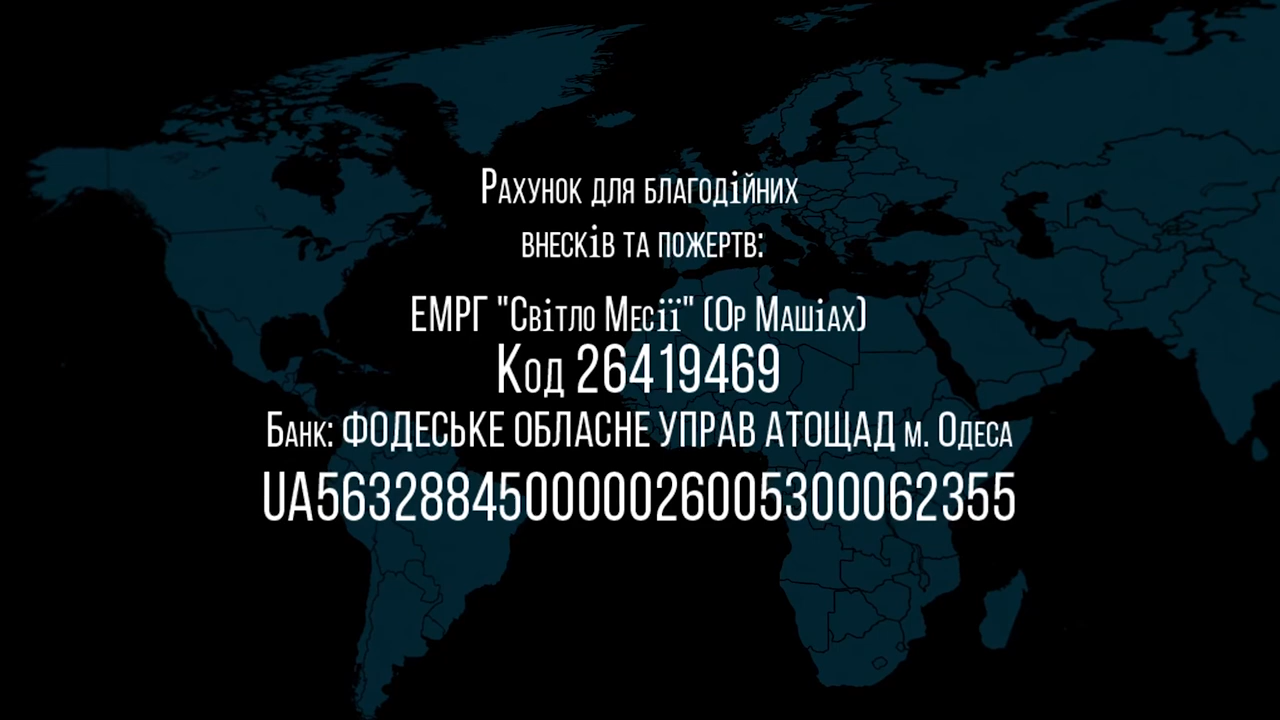 Рахунок для благодійних
внесків та пожертв:
ЕМРГ "Світло Месії" (Ор Машіах)
Код 26419469
Банк: ФОДЕСЬКЕ ОБЛАСНЕ УПРАВ АТОЩАД м. Одеса
UA563288450000026005300062355